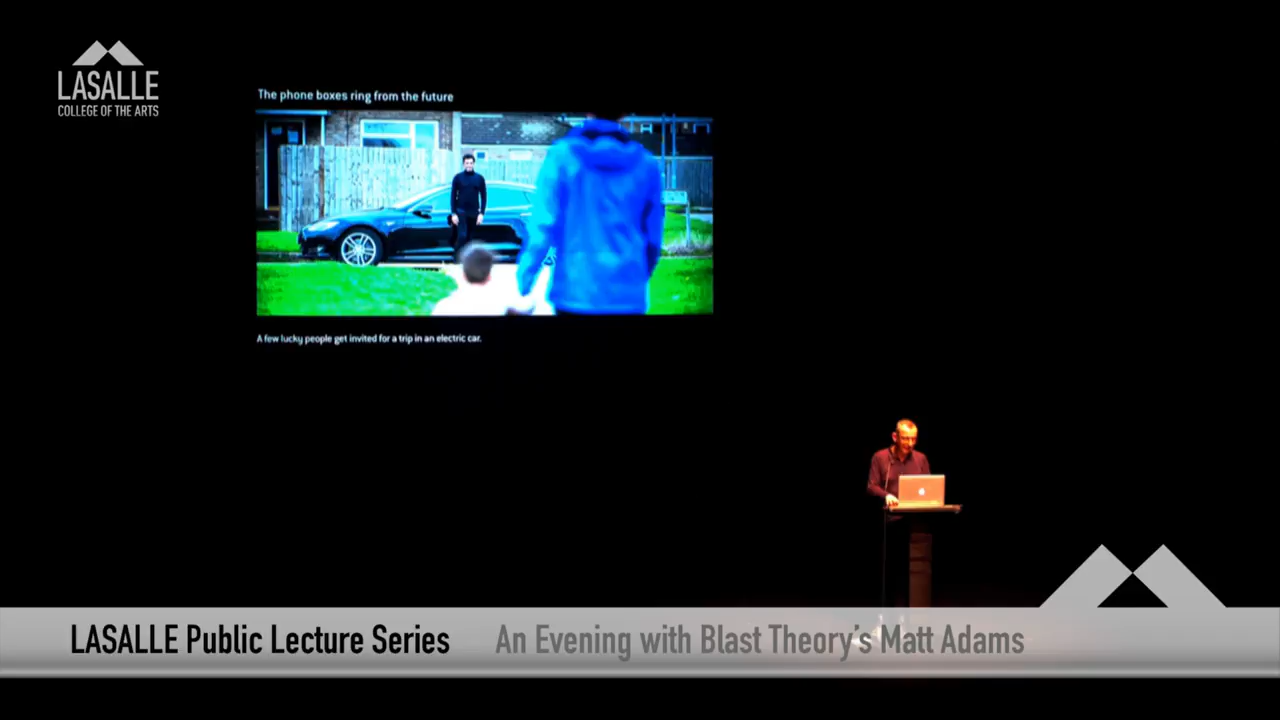 LASALLE
COLLEGE OF THE ARTS
The phone boxes ring from the future
A few lucky people get invited for a trip in an electric car.
LASALLE Public Lecture Series An Evening with Blast Theory's Matt Adams